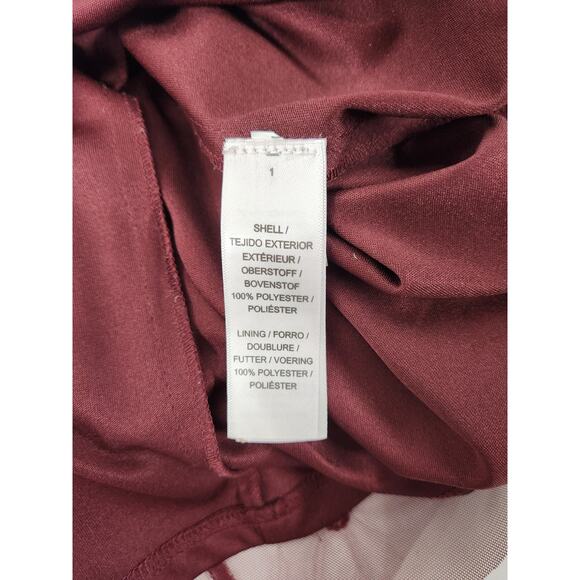 1
SHELL /
TEJIDO EXTERIOR
EXTÉRIEUR /
OBERSTOFF /
BOVENSTOF
100% POLYESTER /
POLIÉSTER
LINING / FORRO /
DOUBLURE /
FUTTER / VOERING
100% POLYESTER /
POLIÉSTER